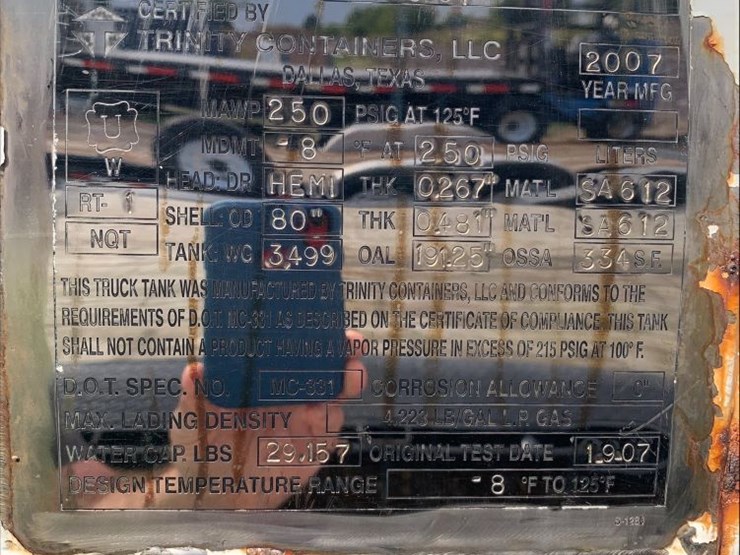 CERTIFIED BY
TRINITY CONTAINERS, LLC
DALLAS, TEXAS
2007
YEAR MFG
U
W
MAWP 250 PSIG AT 125°F
MDMT -8 °F AT 250 PSIG LITERS
HEAD: DR HEMI THK 0.267" MAT'L SA612
RT- 1
SHELL: OD 80" THK 0.481" MAT'L SA612
NQT
TANK: WG 3,499 OAL 191.25" OSSA 334 S.F.
THIS TRUCK TANK WAS MANUFACTURED BY TRINITY CONTAINERS, LLC AND CONFORMS TO THE
REQUIREMENTS OF D.O.T. MC-331 AS DESCRIBED ON THE CERTIFICATE OF COMPLIANCE. THIS TANK
SHALL NOT CONTAIN A PRODUCT HAVING A VAPOR PRESSURE IN EXCESS OF 215 PSIG AT 100° F.
D.O.T. SPEC. NO. MC-331 CORROSION ALLOWANCE 0"
MAX. LADING DENSITY 4.223 LB/GAL L.P. GAS
WATER CAP. LBS 29,157 ORIGINAL TEST DATE 1-9-07
DESIGN TEMPERATURE RANGE -8 °F TO 125°F